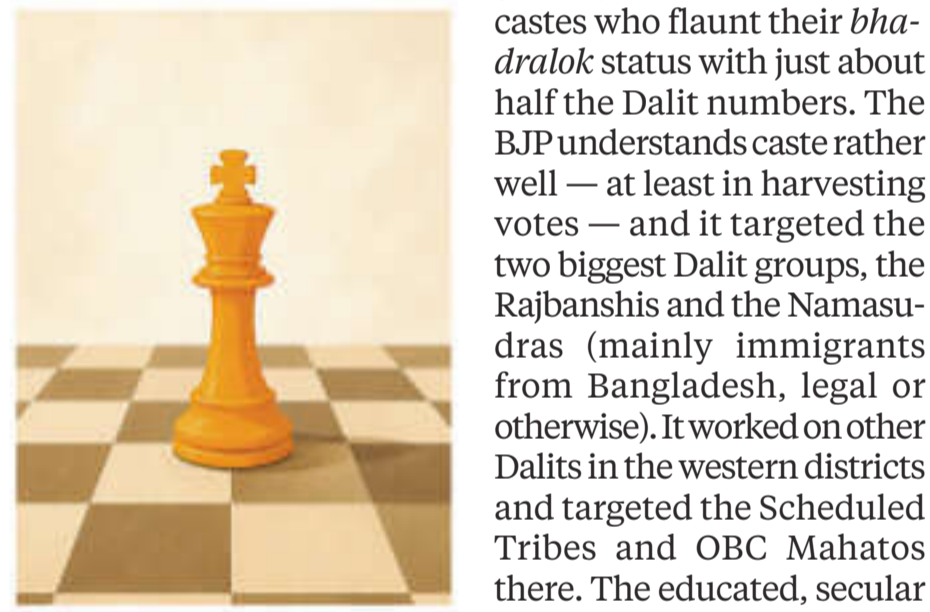 castes who flaunt their bha-
dralok status with just about
half the Dalit numbers. The
BJP understands caste rather
well — at least in harvesting
votes — and it targeted the
two biggest Dalit groups, the
Rajbanshis and the Namasu-
dras (mainly immigrants
from Bangladesh, legal or
otherwise). It worked on other
Dalits in the western districts
and targeted the Scheduled
Tribes and OBC Mahatos
there. The educated, secular